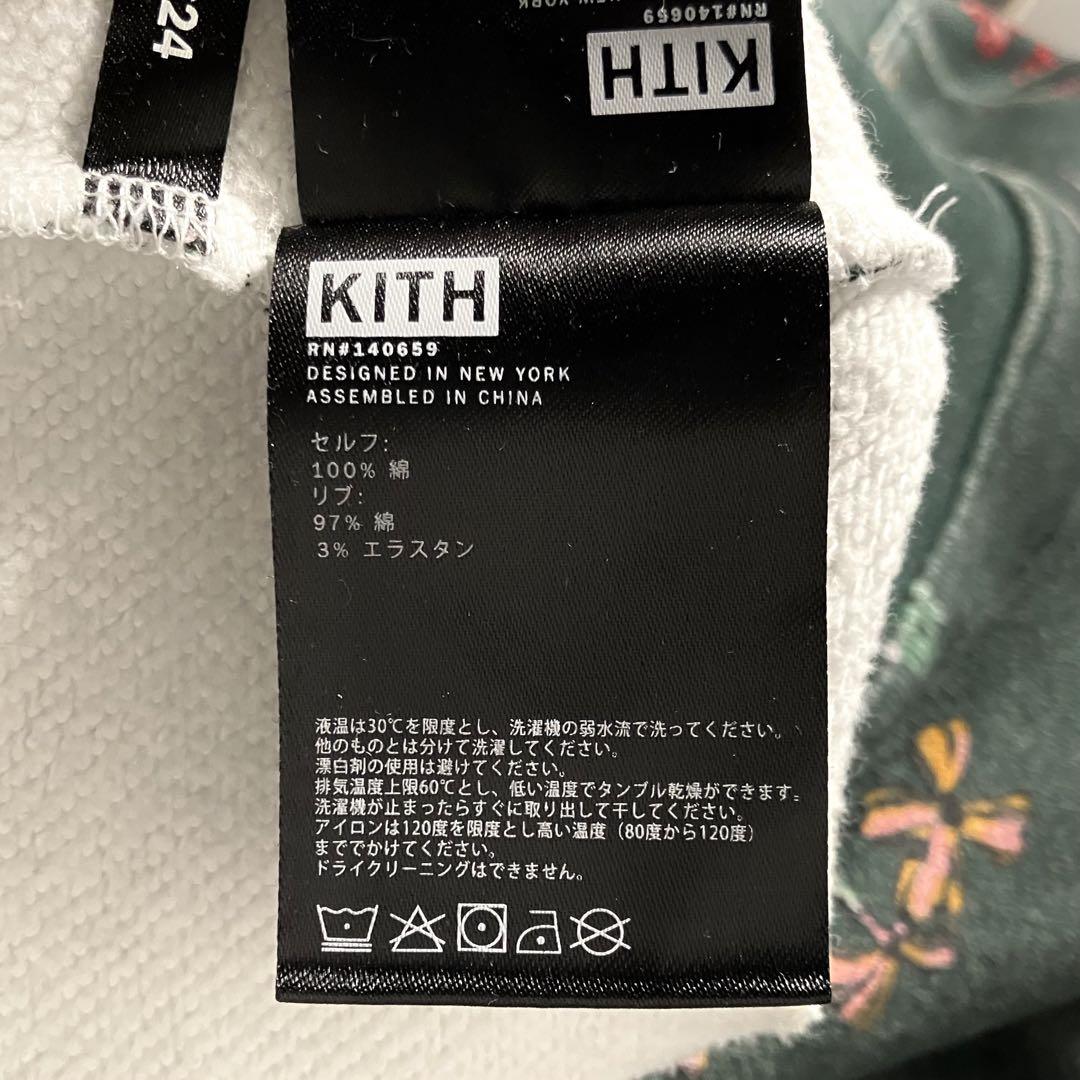 '24
NEW YORK
RN#140659
KITH
KITH
RN#140659
DESIGNED IN NEW YORK
ASSEMBLED IN CHINA
セルフ:
100% 綿
リブ:
97% 綿
3% エラスタン
液温は30℃を限度とし、洗濯機の弱水流で洗ってください。
他のものとは分けて洗濯してください。
漂白剤の使用は避けてください。
排気温度上限60℃とし、低い温度でタンブル乾燥ができます。
洗濯機が止まったらすぐに取り出して干してください。
アイロンは120度を限度とし高い温度（80度から120度）
まででかけてください。
ドライクリーニングはできません。